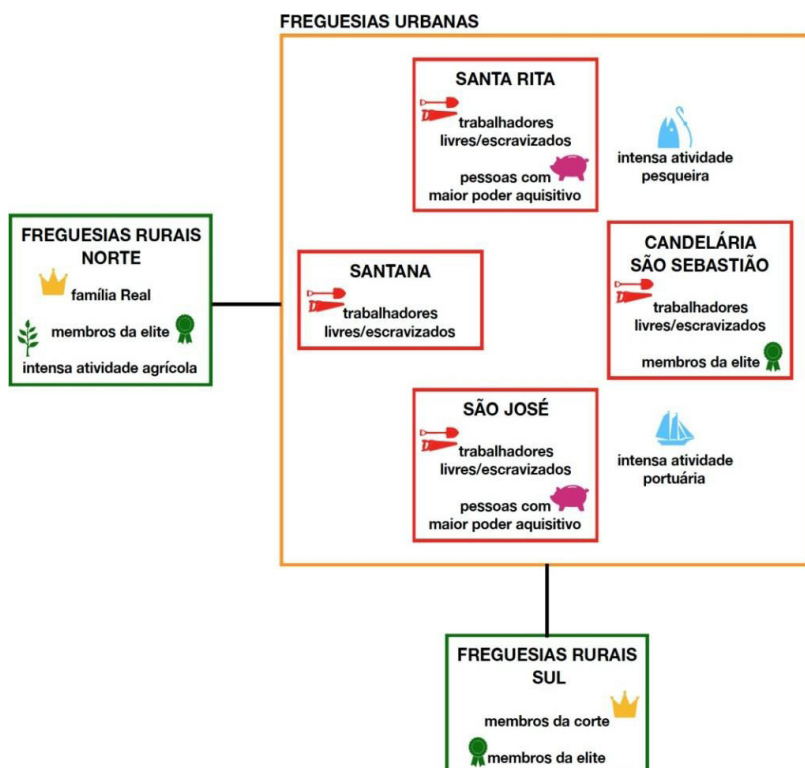 FREGUESIAS URBANAS
SANTA RITA
trabalhadores
livres/escravizados
pessoas com
maior poder aquisitivo
intensa atividade
pesqueira
FREGUESIAS RURAIS
NORTE
família Real
membros da elite
intensa atividade agrícola
SANTANA
trabalhadores
livres/escravizados
CANDELÁRIA
SÃO SEBASTIÃO
trabalhadores
livres/escravizados
membros da elite
SÃO JOSÉ
trabalhadores
livres/escravizados
pessoas com
maior poder aquisitivo
intensa atividade
portuária
FREGUESIAS RURAIS
SUL
membros da corte
membros da elite